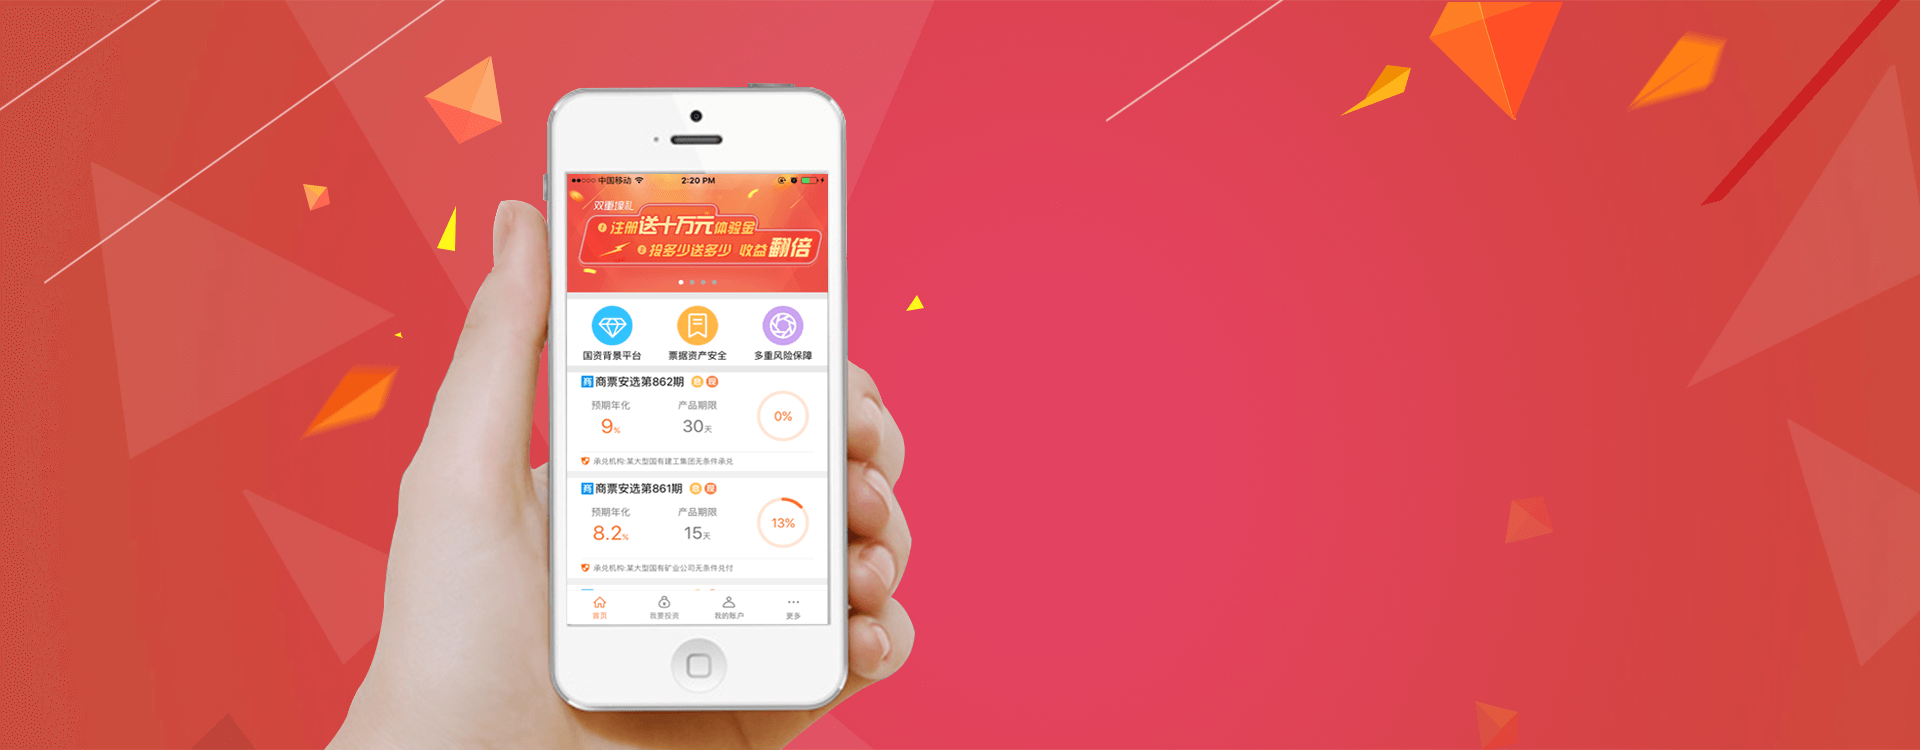 中国移动 2:20 PM
双重壕礼
注册送十万元体验金
投多少送多少 收益翻倍
国资背景平台 票据资产安全 多重风险保障
商 商票安选第862期
预期年化 产品期限
9% 30天 0%
承兑机构:某大型国有建工集团无条件承兑
商 商票安选第861期
预期年化 产品期限
8.2% 15天 13%
承兑机构:某大型国有矿业公司无条件兑付
首页 我要投资 我的账户 更多